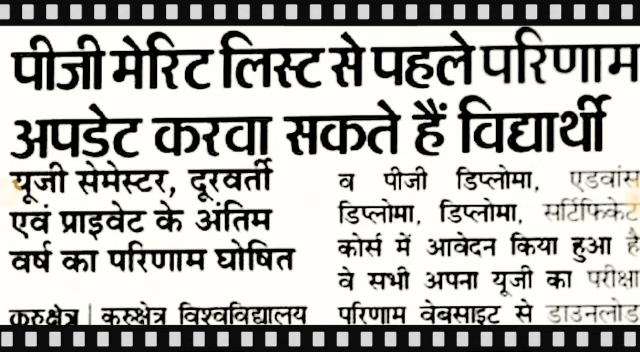 पीजी मेरिट लिस्ट से पहले परिणाम
अपडेट करवा सकते हैं विद्यार्थी
यूजी सेमेस्टर, दूरवर्ती
एवं प्राइवेट के अंतिम
वर्ष का परिणाम घोषित
कुरुक्षेत्र | कुरुक्षेत्र विश्वविद्यालय
व पीजी डिप्लोमा, एडवांस
डिप्लोमा, डिप्लोमा, सर्टिफिकेट
कोर्स में आवेदन किया हुआ है
वे सभी अपना यूजी का परीक्षा
परिणाम वेबसाइट से डाउनलोड